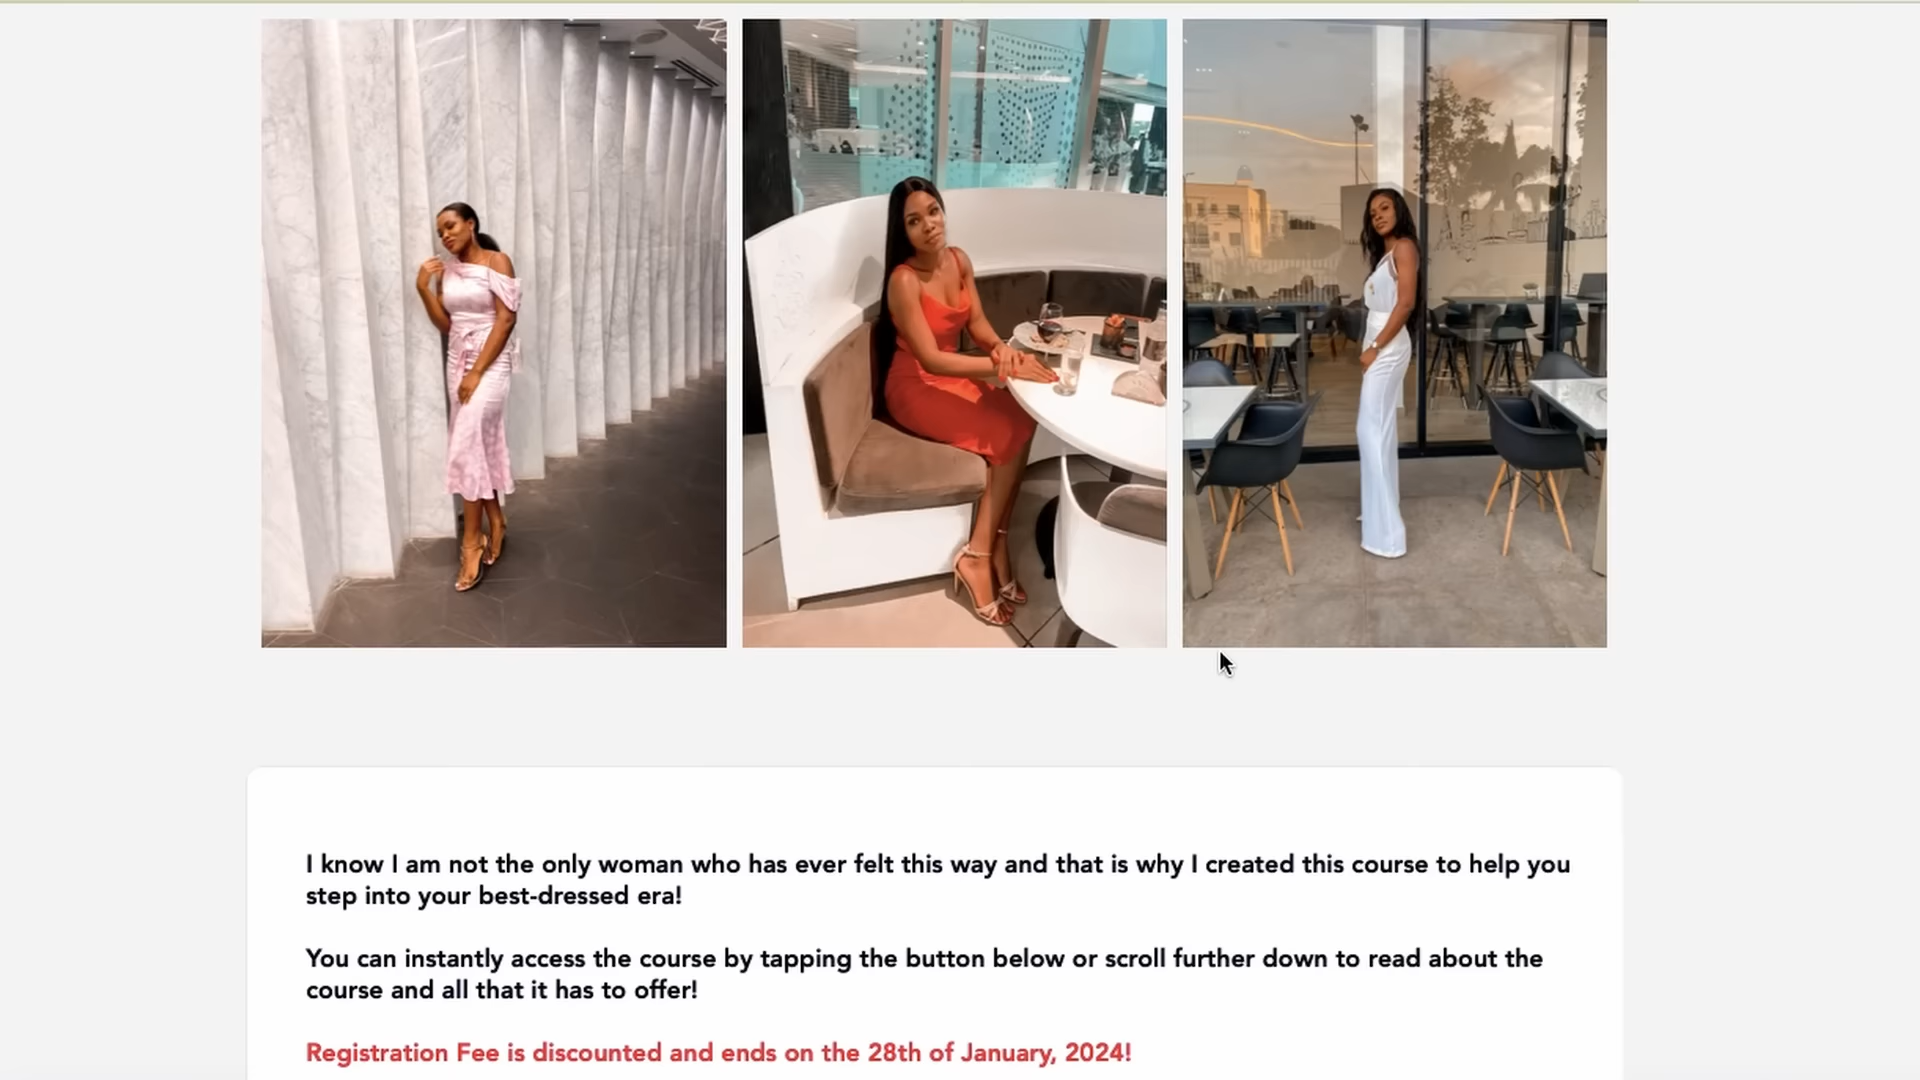 I know I am not the only woman who has ever felt this way and that is why I created this course to help you
step into your best-dressed era!
You can instantly access the course by tapping the button below or scroll further down to read about the
course and all that it has to offer!
Registration Fee is discounted and ends on the 28th of January, 2024!